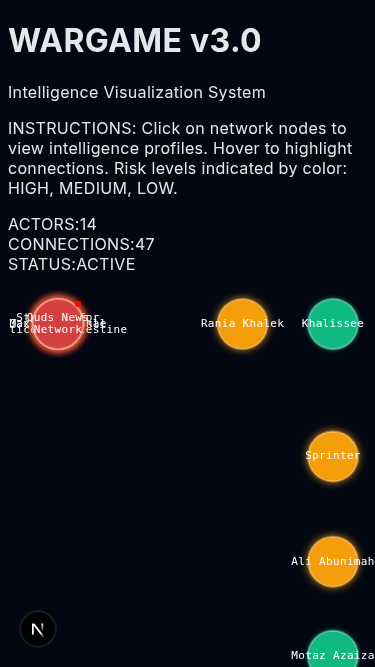 WARGAME v3.0
Intelligence Visualization System
INSTRUCTIONS: Click on network nodes to
view intelligence profiles. Hover to highlight
connections. Risk levels indicated by color:
HIGH, MEDIUM, LOW.
ACTORS:14
CONNECTIONS:47
STATUS:ACTIVE
Quds News
Network
Rania Khalek
Khalissee
Sprinter
Ali Abunimah
Motaz Azaiza
N